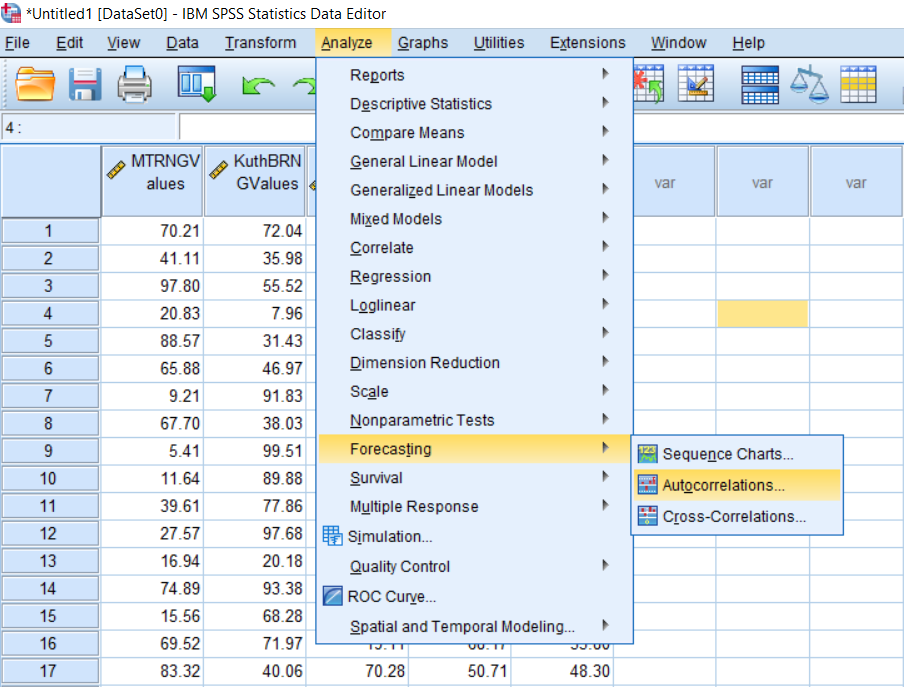 *Untitled1 [DataSet0] - IBM SPSS Statistics Data Editor
File Edit View Data Transform Analyze Graphs Utilities Extensions Window Help
4 :
MTRNGV
alues
KuthBRN
GValues
var var var
1 70.21 72.04
2 41.11 35.98
3 97.80 55.52
4 20.83 7.96
5 88.57 31.43
6 65.88 46.97
7 9.21 91.83
8 67.70 38.03
9 5.41 99.51
10 11.64 89.88
11 39.61 77.86
12 27.57 97.68
13 16.94 20.18
14 74.89 93.38
15 15.56 68.28
16 69.52 71.97
17 83.32 40.06 70.28 50.71 48.30
Reports
Descriptive Statistics
Compare Means
General Linear Model
Generalized Linear Models
Mixed Models
Correlate
Regression
Loglinear
Classify
Dimension Reduction
Scale
Nonparametric Tests
Forecasting
Survival
Multiple Response
Simulation...
Quality Control
ROC Curve...
Spatial and Temporal Modeling...
Sequence Charts...
Autocorrelations...
Cross-Correlations...